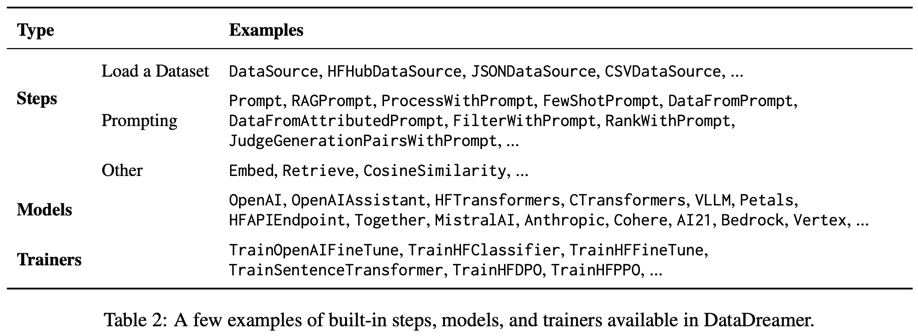 Type Examples
Load a Dataset DataSource, HFHubDataSource, JSONDataSource, CSVDataSource, ...
Steps
Prompt, RAGPrompt, ProcessWithPrompt, FewShotPrompt, DataFromPrompt,
Prompting DataFromAttributedPrompt, FilterWithPrompt, RankWithPrompt,
JudgeGenerationPairsWithPrompt, ...
Other Embed, Retrieve, CosineSimilarity, ...
Models OpenAI, OpenAIAssistant, HFTransformers, CTransformers, VLLM, Petals,
HFAPIEndpoint, Together, MistralAI, Anthropic, Cohere, AI21, Bedrock, Vertex, ...
Trainers TrainOpenAIFineTune, TrainHFClassifier, TrainHFFineTune,
TrainSentenceTransformer, TrainHFDPO, TrainHFPPO, ...
Table 2: A few examples of built-in steps, models, and trainers available in DataDreamer.